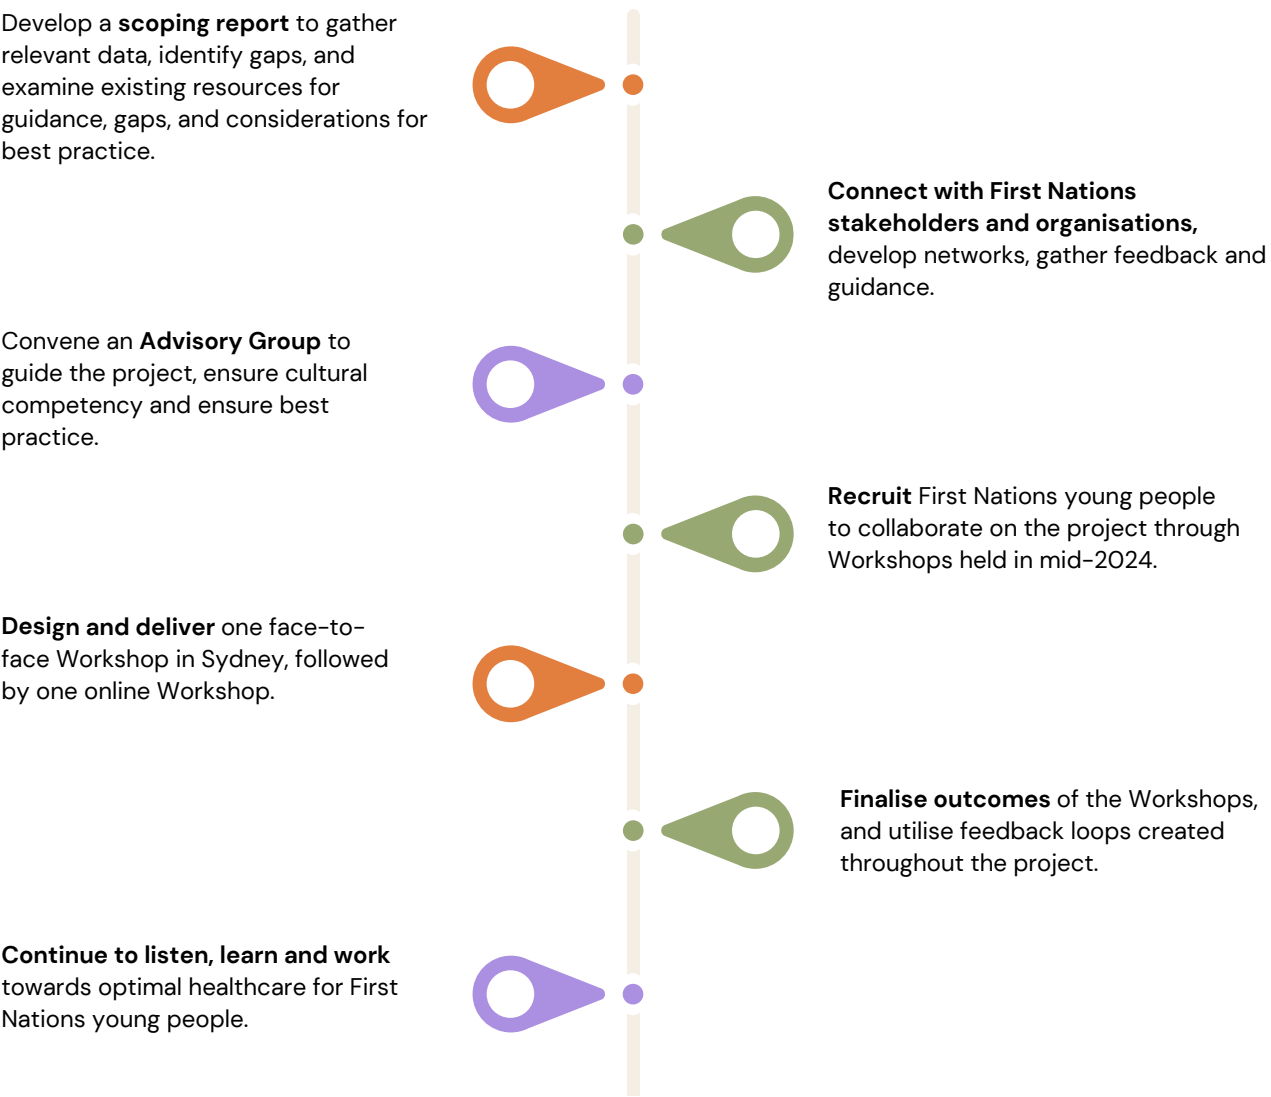 Develop a scoping report to gather
relevant data, identify gaps, and
examine existing resources for
guidance, gaps, and considerations for
best practice.
Connect with First Nations
stakeholders and organisations,
develop networks, gather feedback and
guidance.
Convene an Advisory Group to
guide the project, ensure cultural
competency and ensure best
practice.
Recruit First Nations young people
to collaborate on the project through
Workshops held in mid-2024.
Design and deliver one face-to-
face Workshop in Sydney, followed
by one online Workshop.
Finalise outcomes of the Workshops,
and utilise feedback loops created
throughout the project.
Continue to listen, learn and work
towards optimal healthcare for First
Nations young people.